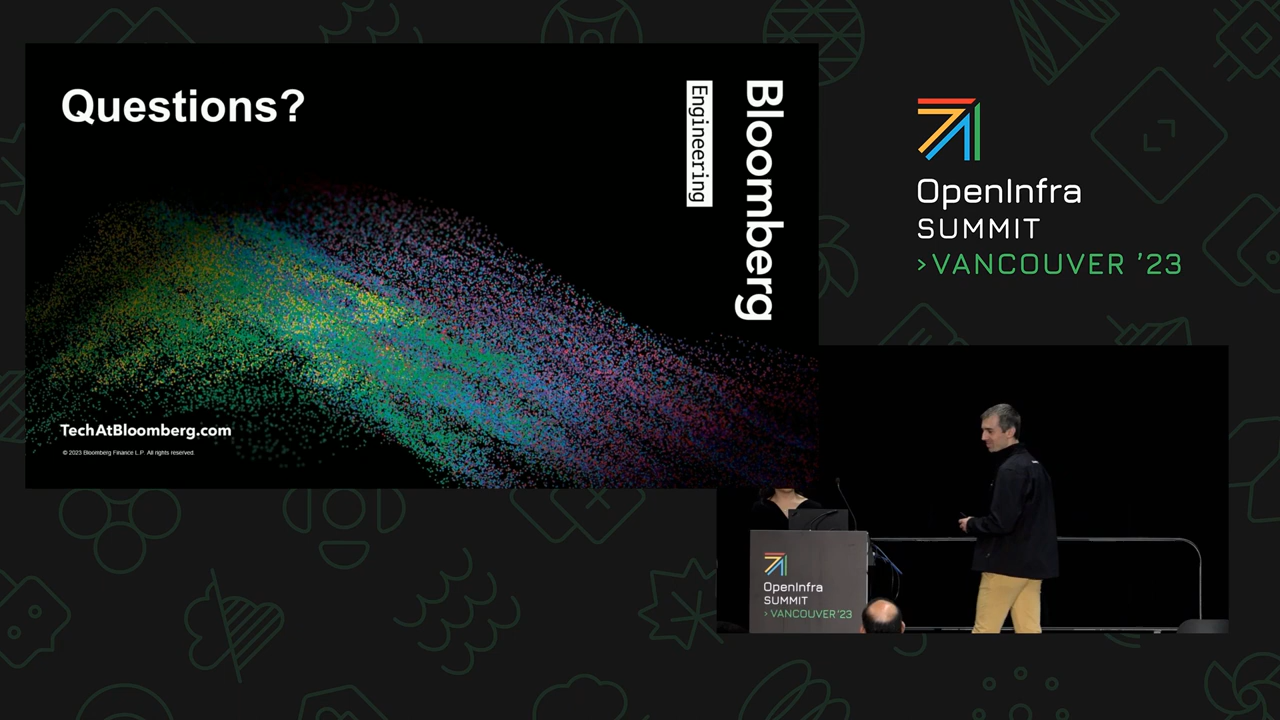 Questions?
Engineering
Bloomberg
TechAtBloomberg.com
© 2023 Bloomberg Finance L.P. All rights reserved.
OpenInfra
SUMMIT
>VANCOUVER ’23
OpenInfra
SUMMIT
>VANCOUVER ’23